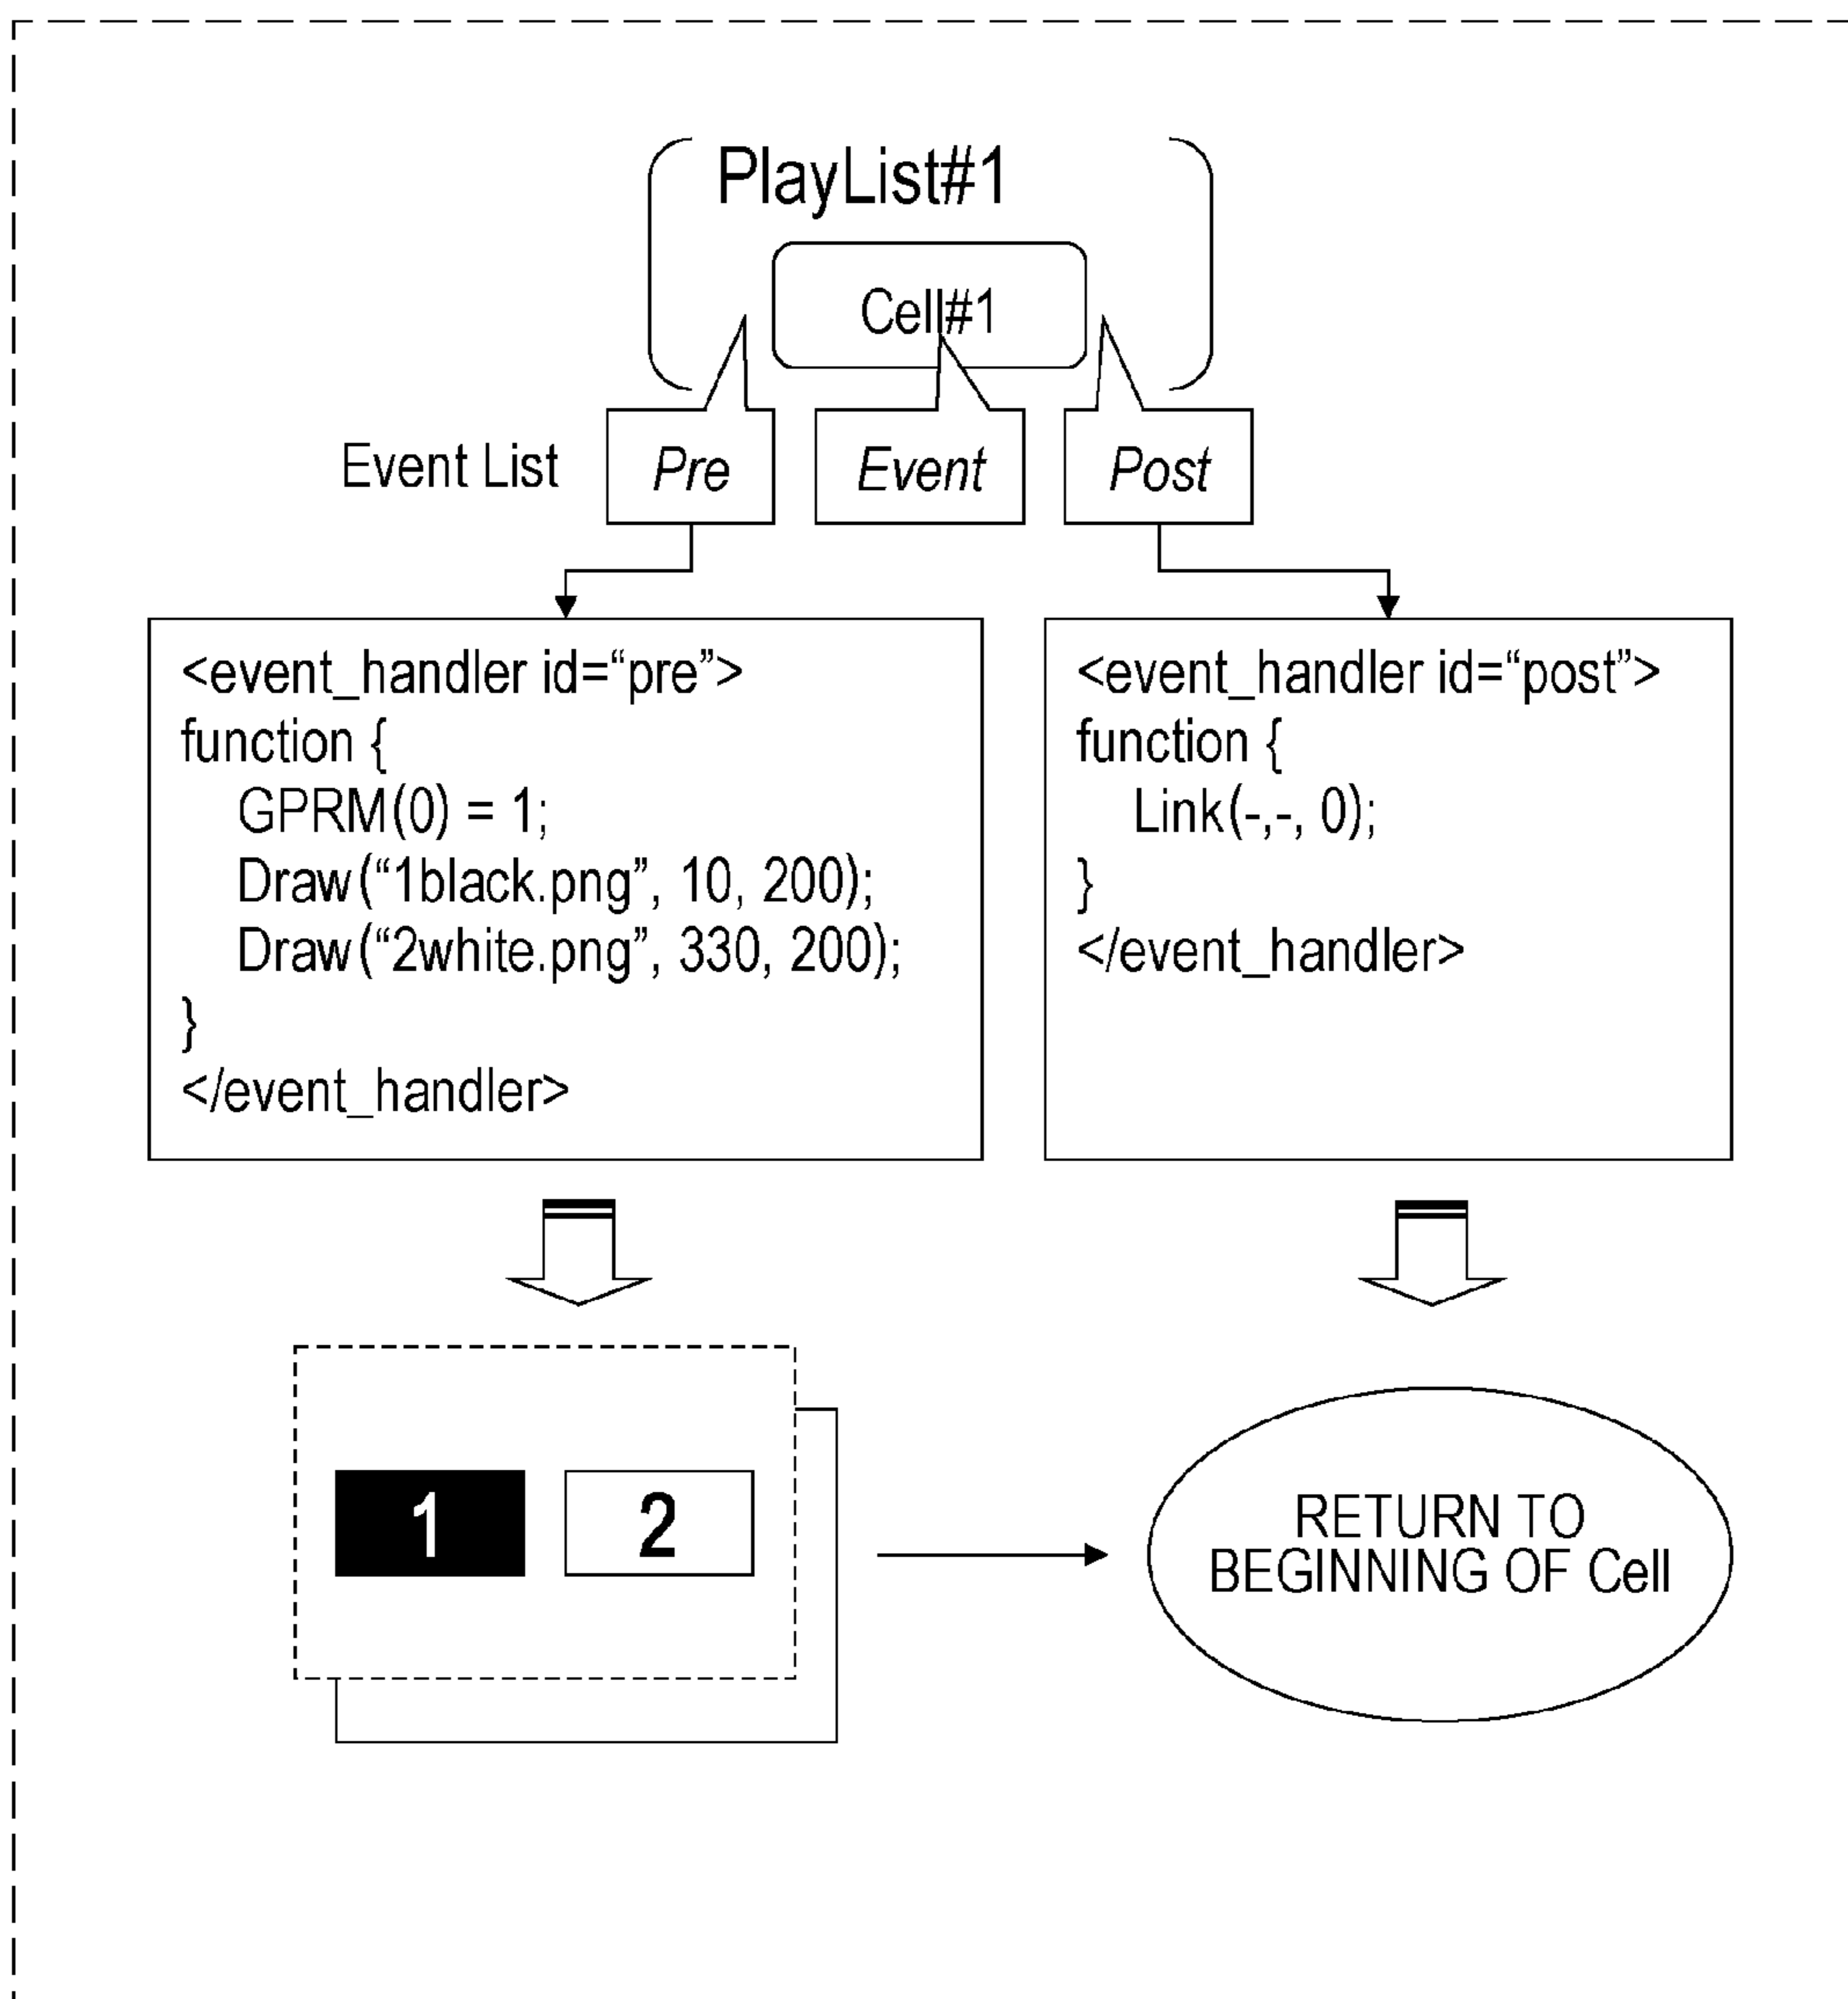 PlayList#1
Cell#1
Event List
Pre
Event
Post
<event_handler id=“pre”>
function {
GPRM(0) = 1;
Draw(“1black.png”, 10, 200);
Draw(“2white.png”, 330, 200);
}
</event_handler>
<event_handler id=“post”>
function {
Link(-,-, 0);
}
</event_handler>
1
2
RETURN TO
BEGINNING OF Cell